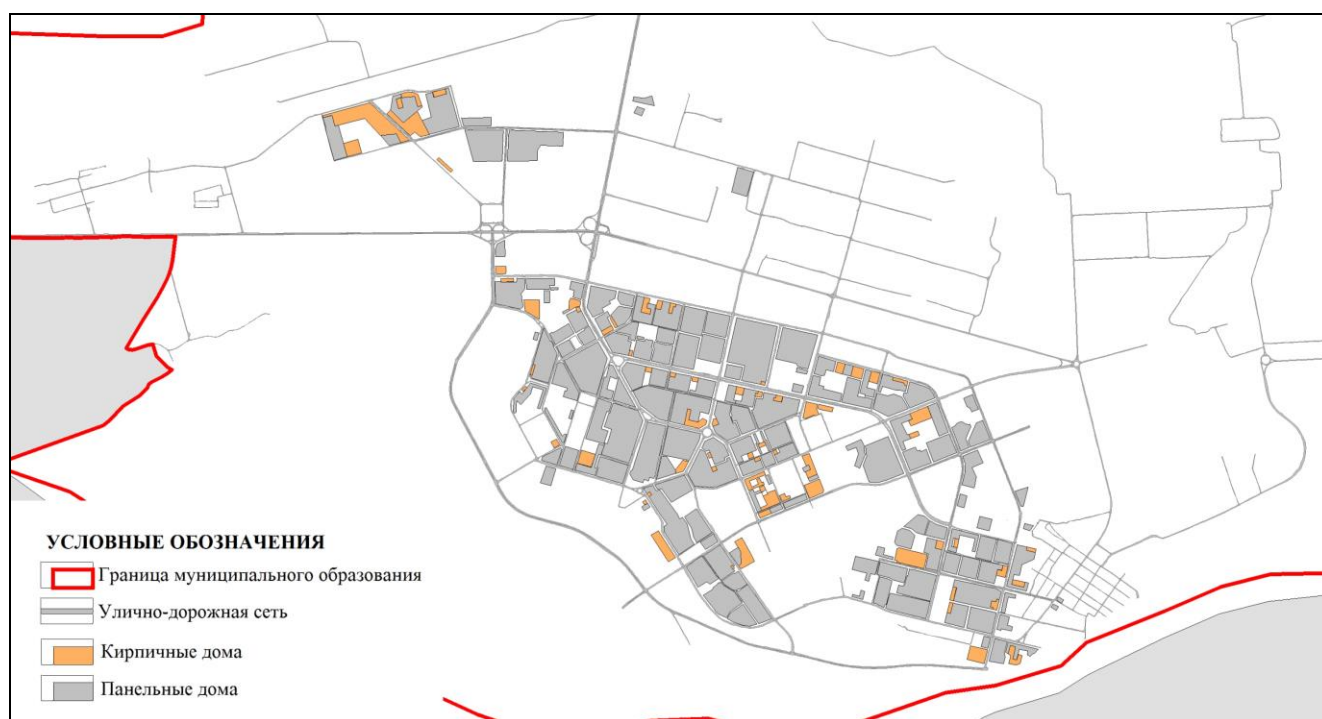 УСЛОВНЫЕ ОБОЗНАЧЕНИЯ
Граница муниципального образования
Улично-дорожная сеть
Кирпичные дома
Панельные дома